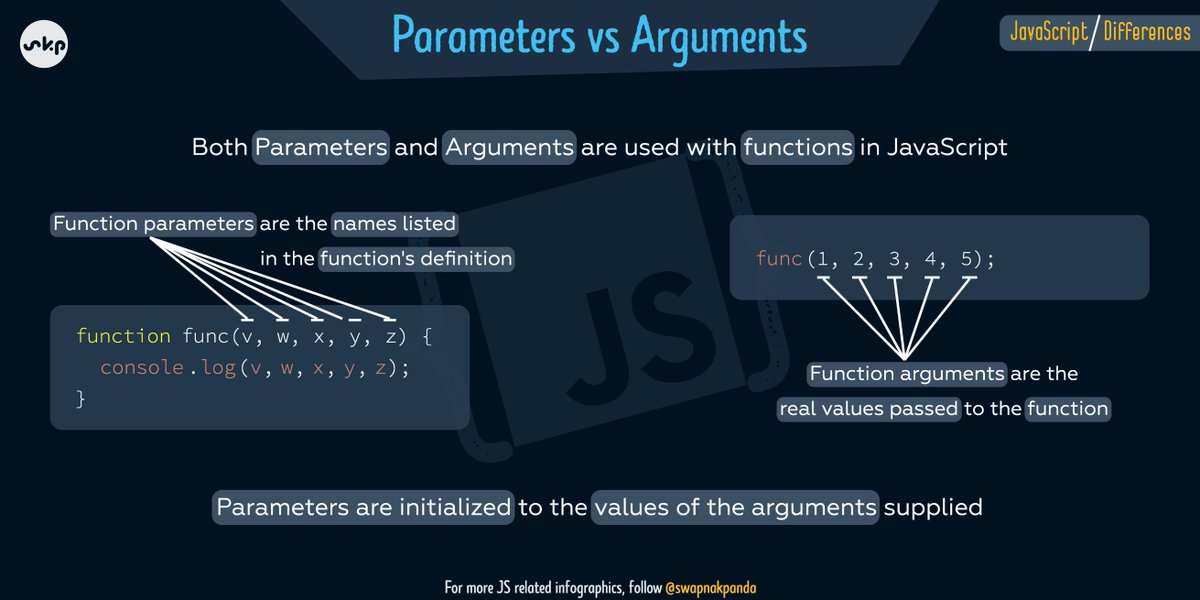 skp
Parameters vs Arguments
JavaScript/Differences
Both Parameters and Arguments are used with functions in JavaScript
Function parameters are the names listed
in the function's definition
function func(v, w, x, y, z) {
console.log(v, w, x, y, z);
}
JS
func(1, 2, 3, 4, 5);
Function arguments are the
real values passed to the function
Parameters are initialized to the values of the arguments supplied
For more JS related infographics, follow @swapnakpanda